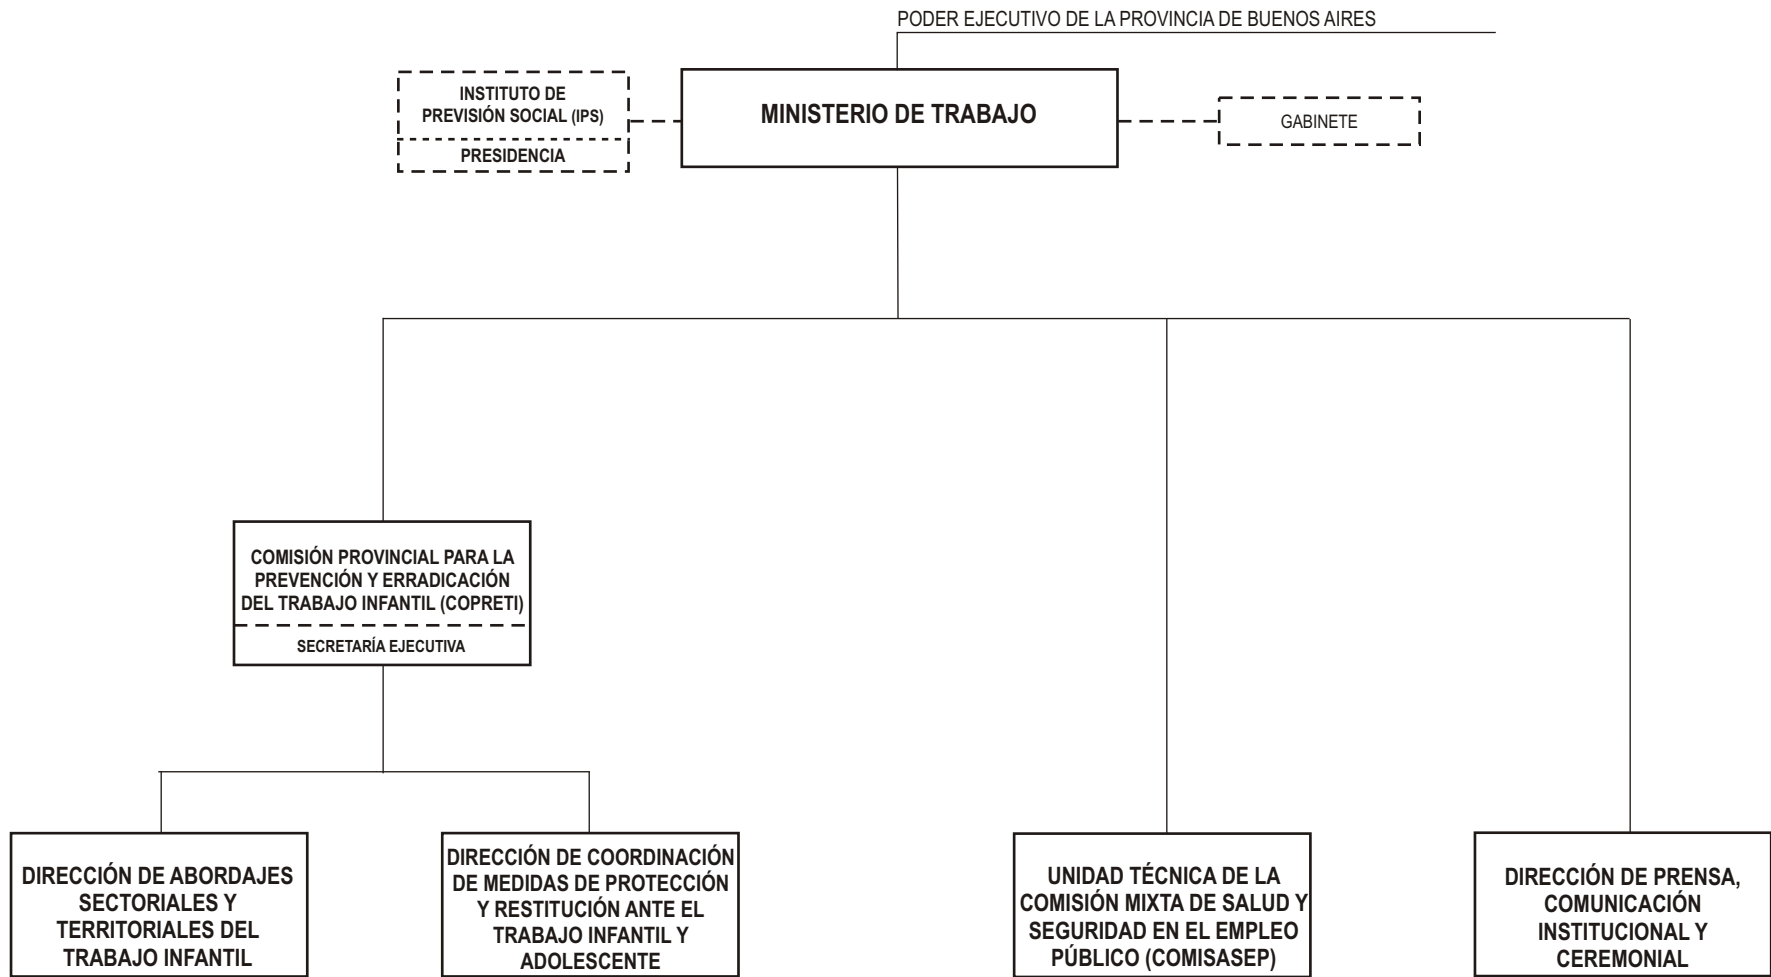 PODER EJECUTIVO DE LA PROVINCIA DE BUENOS AIRES
INSTITUTO DE
PREVISIÓN SOCIAL (IPS)
PRESIDENCIA
MINISTERIO DE TRABAJO
GABINETE
COMISIÓN PROVINCIAL PARA LA
PREVENCIÓN Y ERRADICACIÓN
DEL TRABAJO INFANTIL (COPRETI)
SECRETARÍA EJECUTIVA
DIRECCIÓN DE ABORDAJES
SECTORIALES Y
TERRITORIALES DEL
TRABAJO INFANTIL
DIRECCIÓN DE COORDINACIÓN
DE MEDIDAS DE PROTECCIÓN
Y RESTITUCIÓN ANTE EL
TRABAJO INFANTIL Y
ADOLESCENTE
UNIDAD TÉCNICA DE LA
COMISIÓN MIXTA DE SALUD Y
SEGURIDAD EN EL EMPLEO
PÚBLICO (COMISASEP)
DIRECCIÓN DE PRENSA,
COMUNICACIÓN
INSTITUCIONAL Y
CEREMONIAL